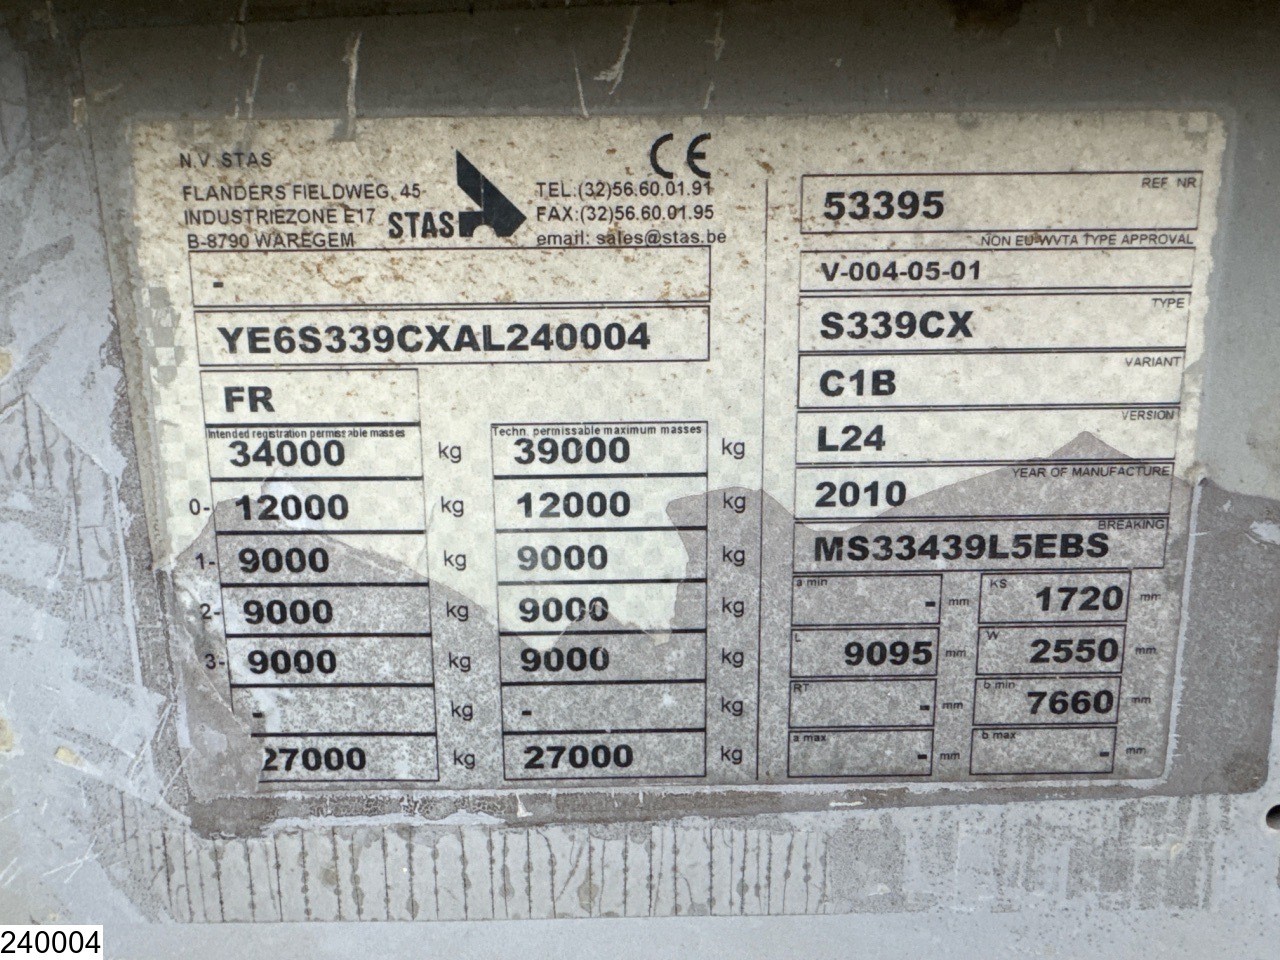 N.V. STAS
FLANDERS FIELDWEG, 45
INDUSTRIEZONE E17
B-8790 WAREGEM
STAS
CE
TEL.:(32)56.60.01.91
FAX:(32)56.60.01.95
email: sales@stas.be
-
YE6S339CXAL240004
FR
Intended registration permissable masses
34000 kg
0- 12000 kg
1- 9000 kg
2- 9000 kg
3- 9000 kg
- kg
27000 kg
Techn. permissable maximum masses
39000 kg
12000 kg
9000 kg
9000 kg
9000 kg
- kg
27000 kg
REF NR
53395
NON EU-WVTA TYPE APPROVAL
V-004-05-01
TYPE
S339CX
VARIANT
C1B
VERSION
L24
YEAR OF MANUFACTURE
2010
BREAKING
MS33439L5EBS
a min - mm
KS 1720 mm
L 9095 mm
W 2550 mm
RT - mm
b min 7660 mm
a max - mm
b max - mm
240004